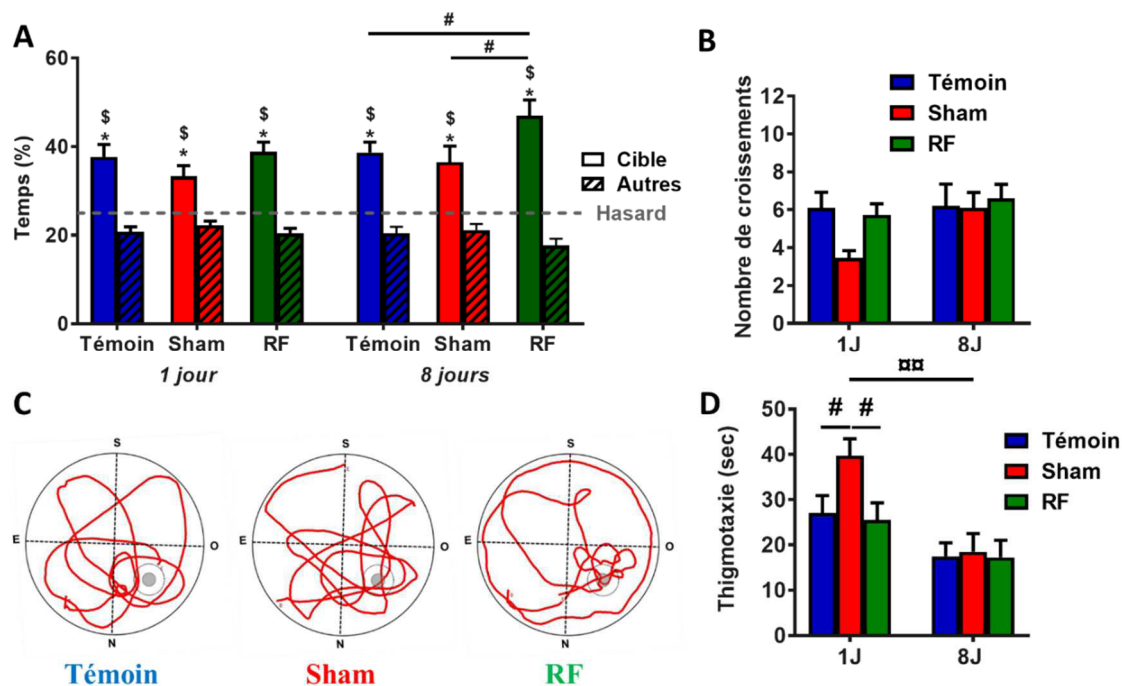 A
Temps (%)
60
40
20
0
#
#
$
*
$
*
$
*
$
*
$
*
$
*
Cible
Autres
Hasard
Témoin Sham RF Témoin Sham RF
1 jour 8 jours
B
Nombre de croissements
12
10
8
6
4
2
0
Témoin
Sham
RF
1J 8J
C
S
E O
N
Témoin
S
E O
N
Sham
S
E O
N
RF
D
Thigmotaxie (sec)
50
40
30
20
10
0
¤¤
# #
Témoin
Sham
RF
1J 8J